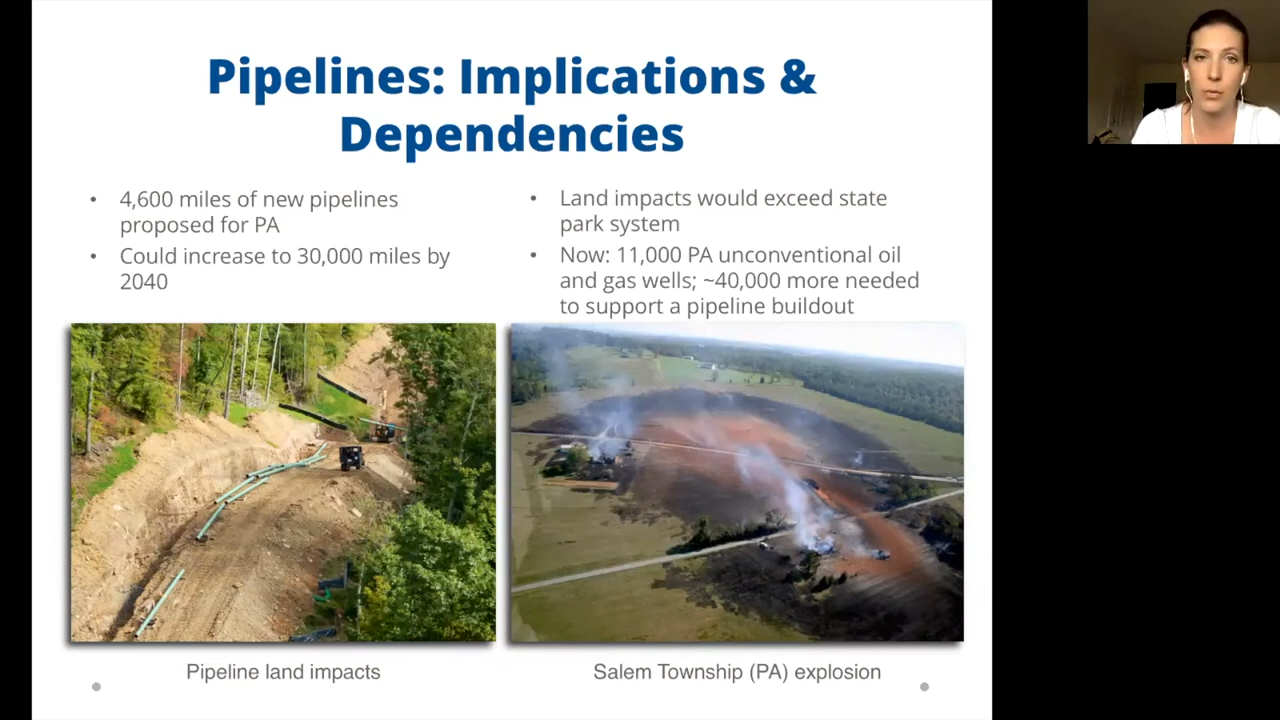 Pipelines: Implications &
Dependencies
• 4,600 miles of new pipelines
proposed for PA
• Could increase to 30,000 miles by
2040
• Land impacts would exceed state
park system
• Now: 11,000 PA unconventional oil
and gas wells; ~40,000 more needed
to support a pipeline buildout
Pipeline land impacts
Salem Township (PA) explosion